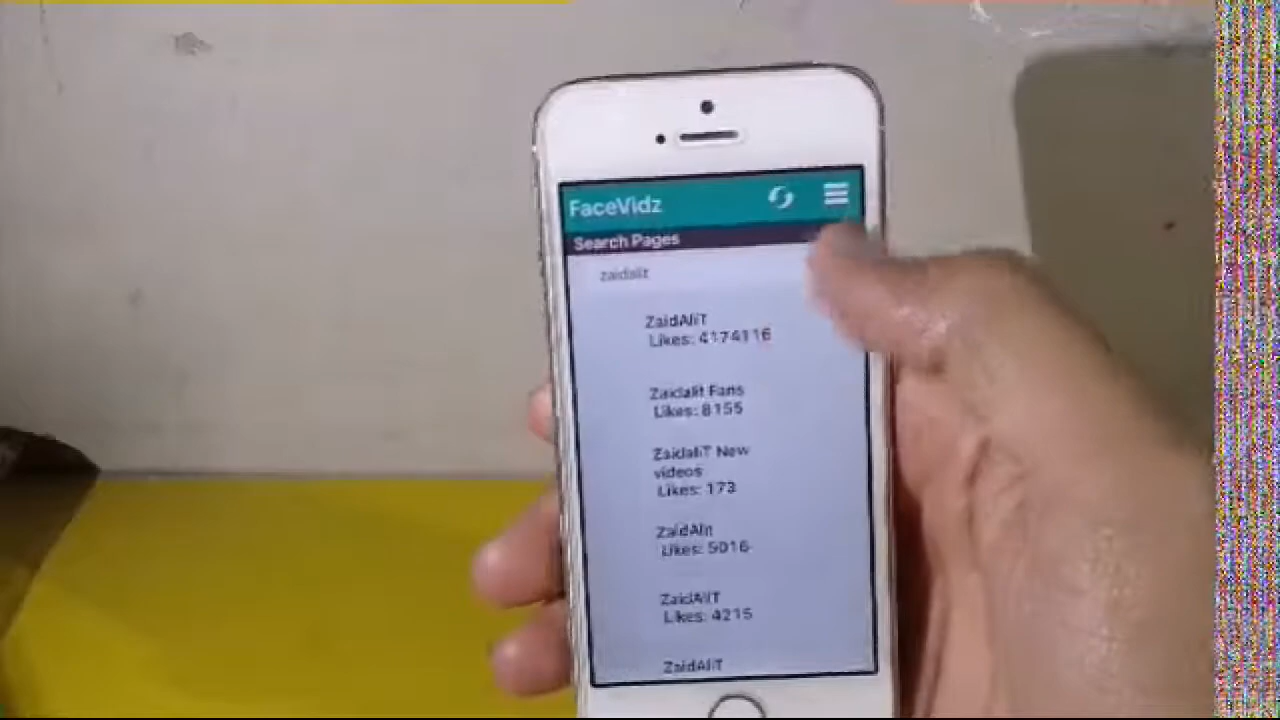 FaceVidz
Search Pages
zaidalit
ZaidAliT
Likes: 4174116
Zaidalit Fans
Likes: 8155
ZaidaliT New
videos
Likes: 173
ZaidAlit
Likes: 5016
ZaidAliT
Likes: 4215
ZaidAliT